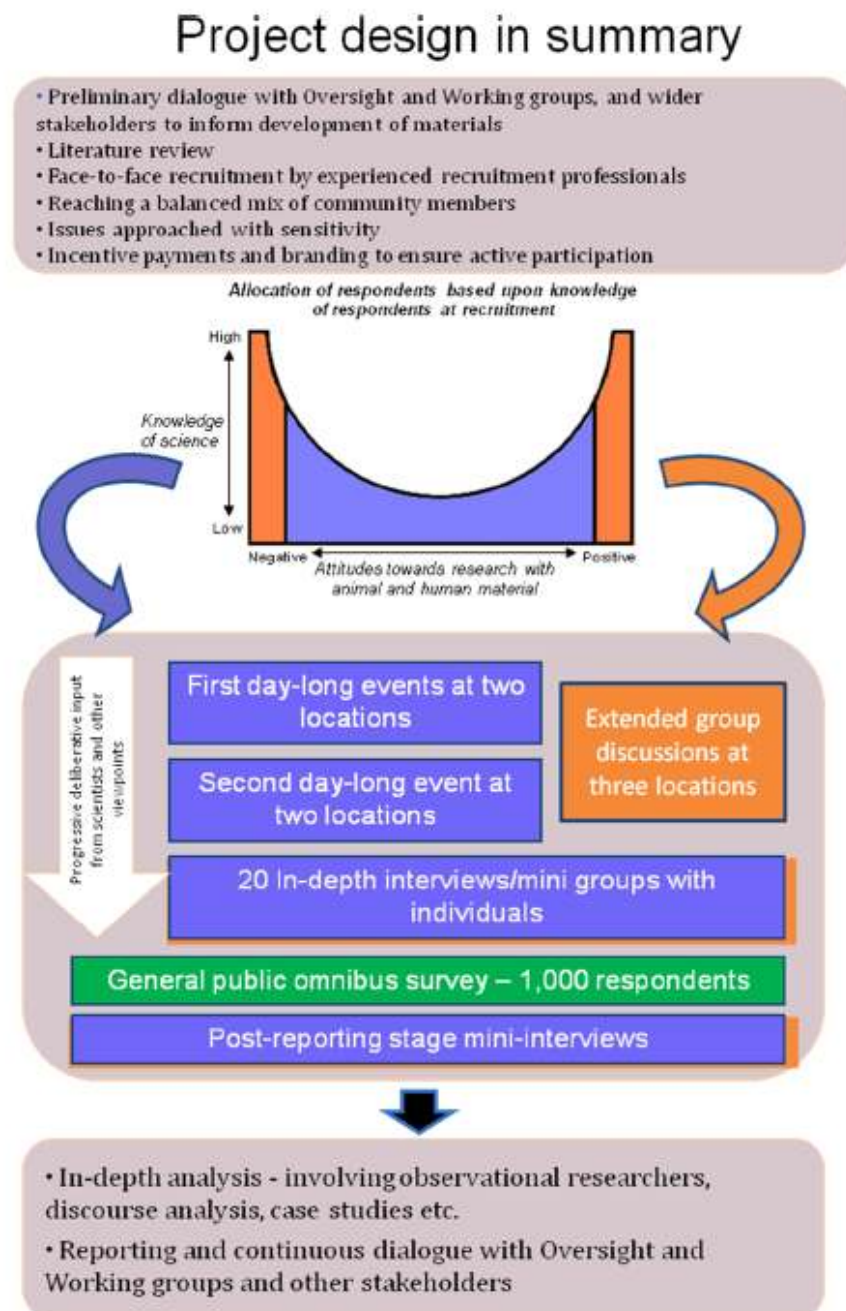 Project design in summary
• Preliminary dialogue with Oversight and Working groups, and wider
stakeholders to inform development of materials
• Literature review
• Face-to-face recruitment by experienced recruitment professionals
• Reaching a balanced mix of community members
• Issues approached with sensitivity
• Incentive payments and branding to ensure active participation
Allocation of respondents based upon knowledge
of respondents at recruitment
High
Knowledge
of science
Low
Negative
Positive
Attitudes towards research with
animal and human material
Progressive deliberative input
from scientists and other
viewpoints
First day-long events at two
locations
Second day-long event at
two locations
Extended group
discussions at
three locations
20 In-depth interviews/mini groups with
individuals
General public omnibus survey – 1,000 respondents
Post-reporting stage mini-interviews
• In-depth analysis - involving observational researchers,
discourse analysis, case studies etc.
• Reporting and continuous dialogue with Oversight and
Working groups and other stakeholders